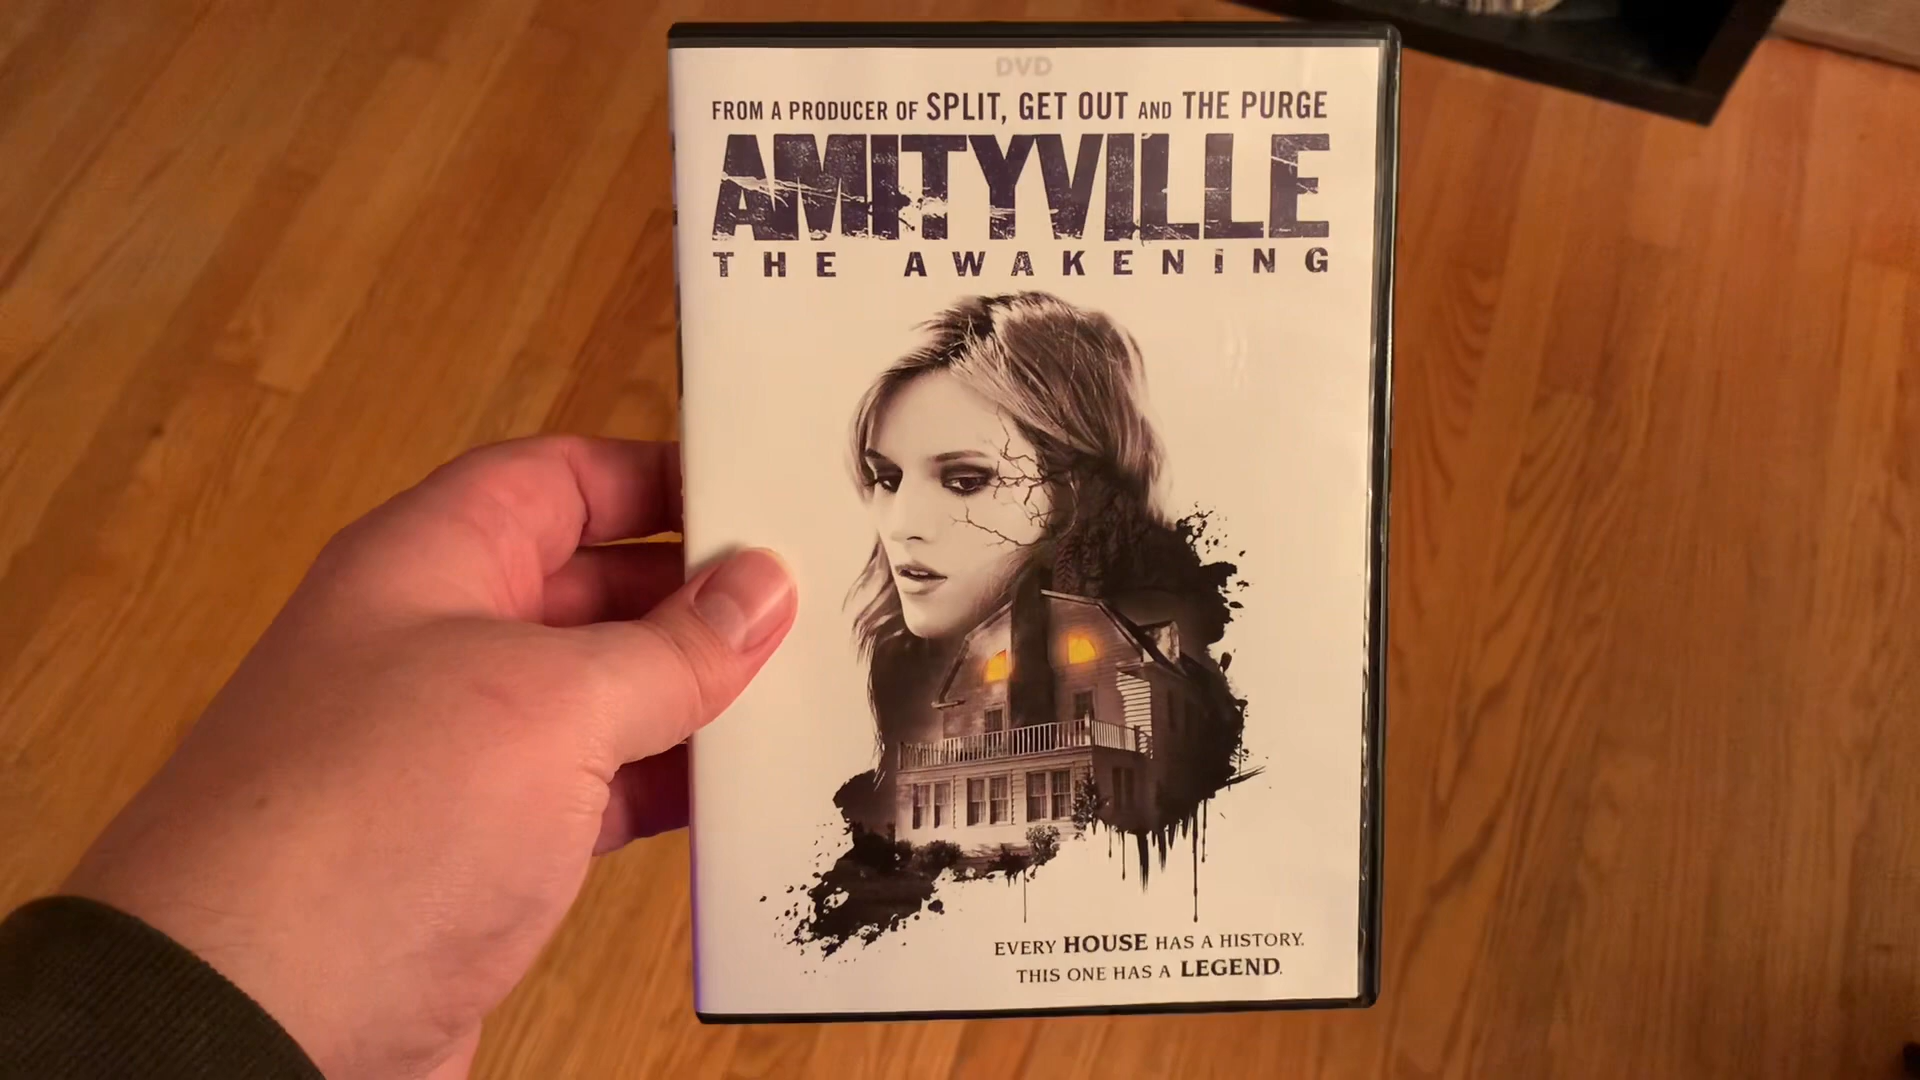 DVD
FROM A PRODUCER OF SPLIT, GET OUT AND THE PURGE
AMITYVILLE
THE AWAKENING
EVERY HOUSE HAS A HISTORY.
THIS ONE HAS A LEGEND.